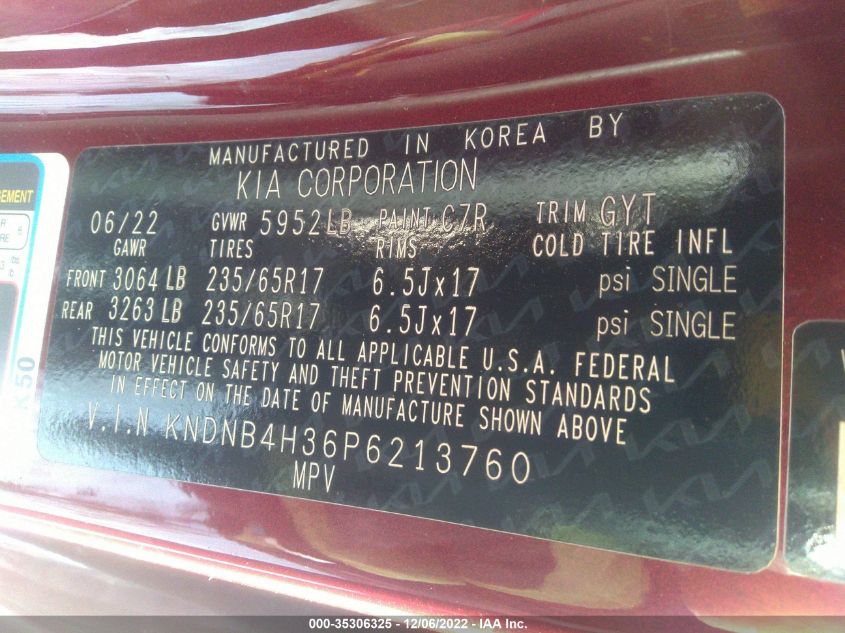 MANUFACTURED IN KOREA BY
KIA CORPORATION
06/22 GVWR 5952LB PAINT C7R TRIM GYT
GAWR TIRES RIMS COLD TIRE INFL
FRONT 3064 LB 235/65R17 6.5Jx17 psi SINGLE
REAR 3263 LB 235/65R17 6.5Jx17 psi SINGLE
THIS VEHICLE CONFORMS TO ALL APPLICABLE U.S.A. FEDERAL
MOTOR VEHICLE SAFETY AND THEFT PREVENTION STANDARDS
IN EFFECT ON THE DATE OF MANUFACTURE SHOWN ABOVE
V.I.N KNDNB4H36P6213760
MPV
K50
000-35306325 - 12/06/2022 - IAA Inc.